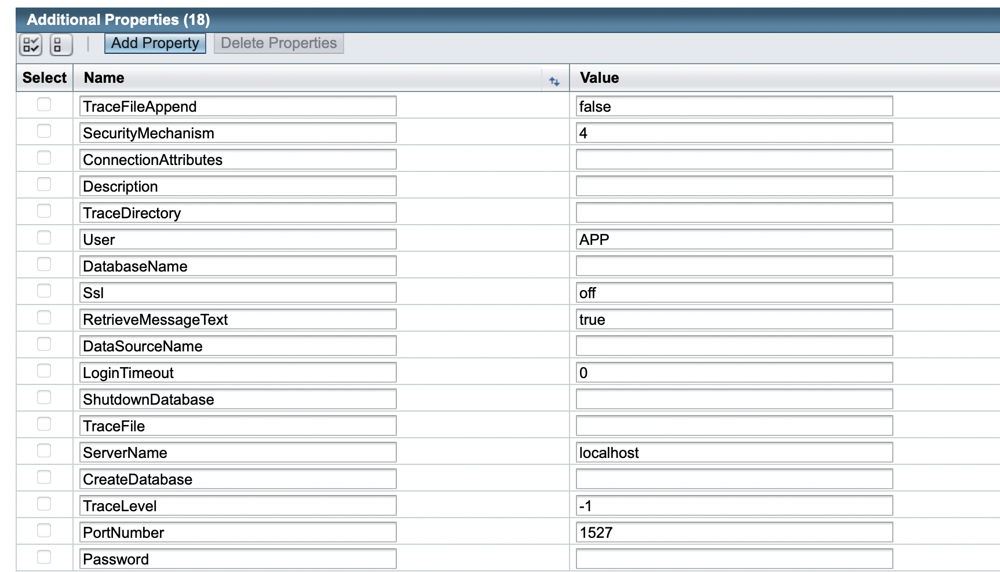 Additional Properties (18)
Add Property Delete Properties
Select Name Value
TraceFileAppend false
SecurityMechanism 4
ConnectionAttributes
Description
TraceDirectory
User APP
DatabaseName
Ssl off
RetrieveMessageText true
DataSourceName
LoginTimeout 0
ShutdownDatabase
TraceFile
ServerName localhost
CreateDatabase
TraceLevel -1
PortNumber 1527
Password